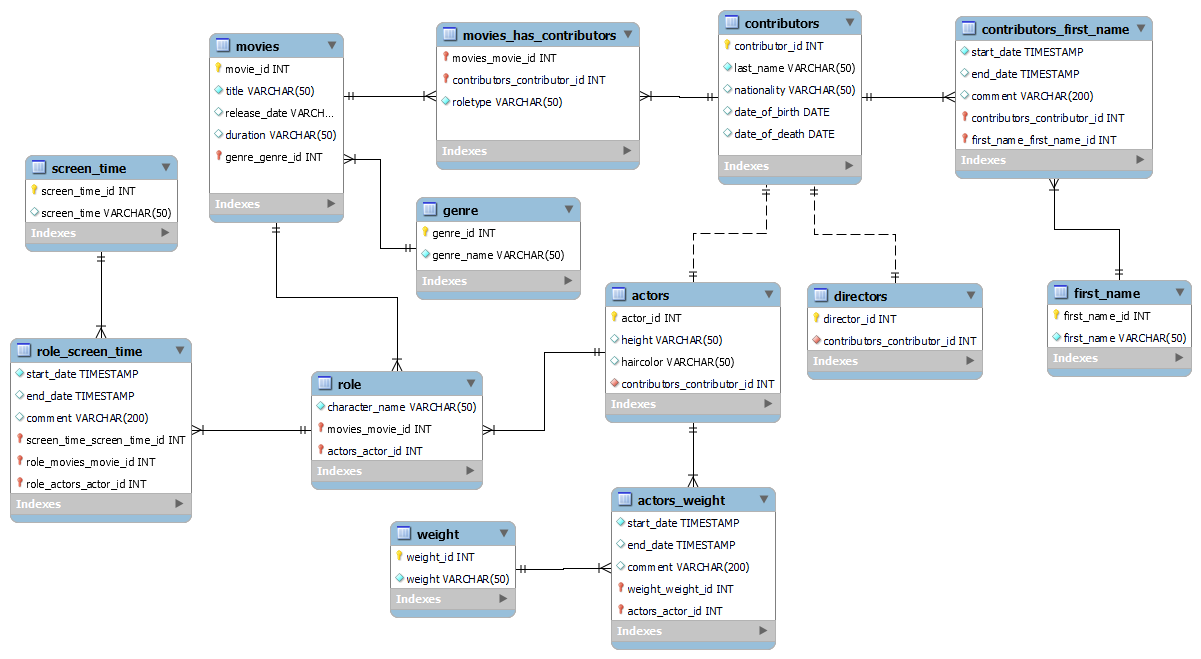 movies
movie_id INT
title VARCHAR(50)
release_date VARCH...
duration VARCHAR(50)
genre_genre_id INT
Indexes
movies_has_contributors
movies_movie_id INT
contributors_contributor_id INT
roletype VARCHAR(50)
Indexes
contributors
contributor_id INT
last_name VARCHAR(50)
nationality VARCHAR(50)
date_of_birth DATE
date_of_death DATE
Indexes
contributors_first_name
start_date TIMESTAMP
end_date TIMESTAMP
comment VARCHAR(200)
contributors_contributor_id INT
first_name_first_name_id INT
Indexes
screen_time
screen_time_id INT
screen_time VARCHAR(50)
Indexes
genre
genre_id INT
genre_name VARCHAR(50)
Indexes
actors
actor_id INT
height VARCHAR(50)
haircolor VARCHAR(50)
contributors_contributor_id INT
Indexes
directors
director_id INT
contributors_contributor_id INT
Indexes
first_name
first_name_id INT
first_name VARCHAR(50)
Indexes
role_screen_time
start_date TIMESTAMP
end_date TIMESTAMP
comment VARCHAR(200)
screen_time_screen_time_id INT
role_movies_movie_id INT
role_actors_actor_id INT
Indexes
role
character_name VARCHAR(50)
movies_movie_id INT
actors_actor_id INT
Indexes
weight
weight_id INT
weight VARCHAR(50)
Indexes
actors_weight
start_date TIMESTAMP
end_date TIMESTAMP
comment VARCHAR(200)
weight_weight_id INT
actors_actor_id INT
Indexes